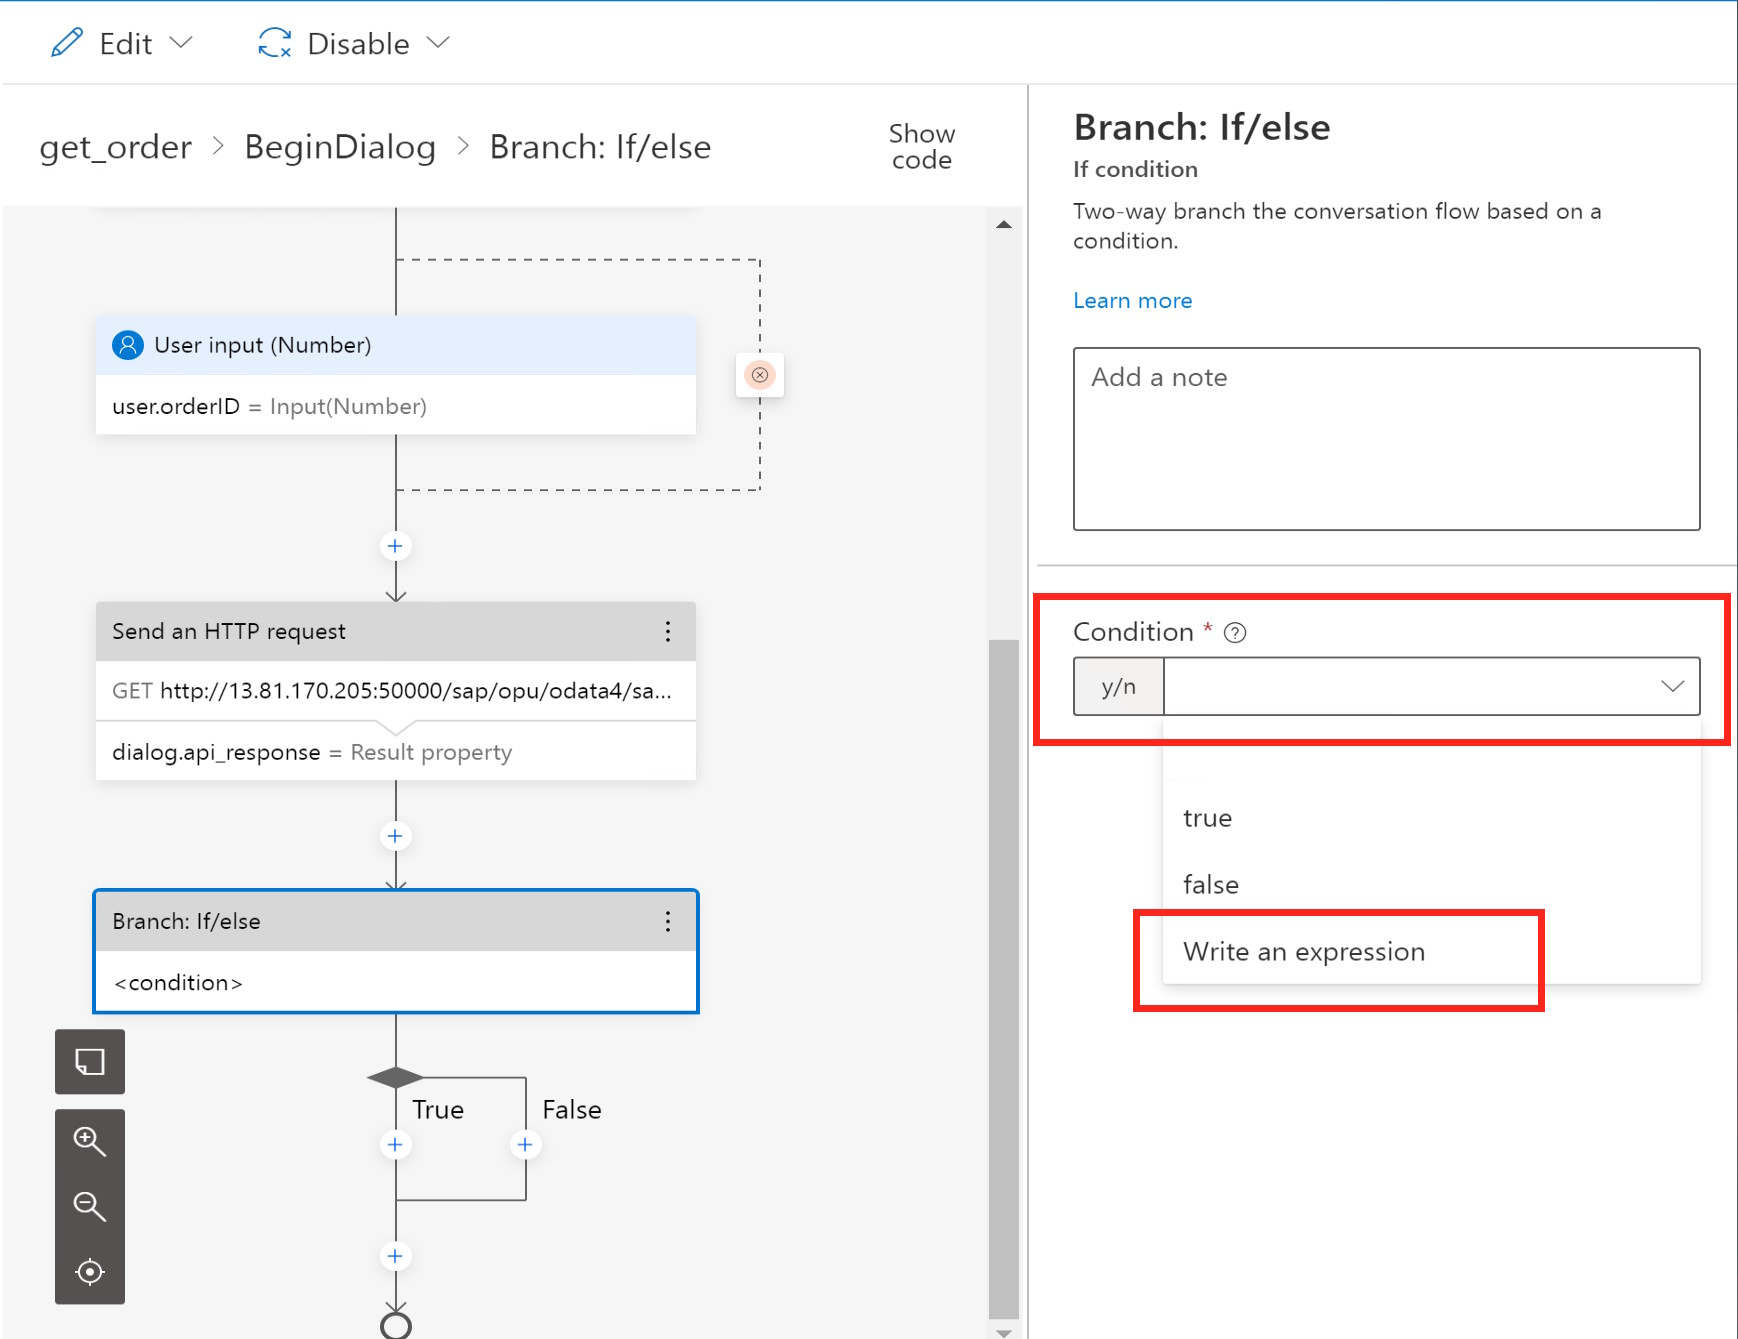 Edit
Disable
get_order > BeginDialog > Branch: If/else
Show
code
User input (Number)
user.orderID = Input(Number)
Send an HTTP request
GET http://13.81.170.205:50000/sap/opu/odata4/sa...
dialog.api_response = Result property
Branch: If/else
<condition>
True
False
Branch: If/else
If condition
Two-way branch the conversation flow based on a
condition.
Learn more
Add a note
Condition *
y/n
true
false
Write an expression